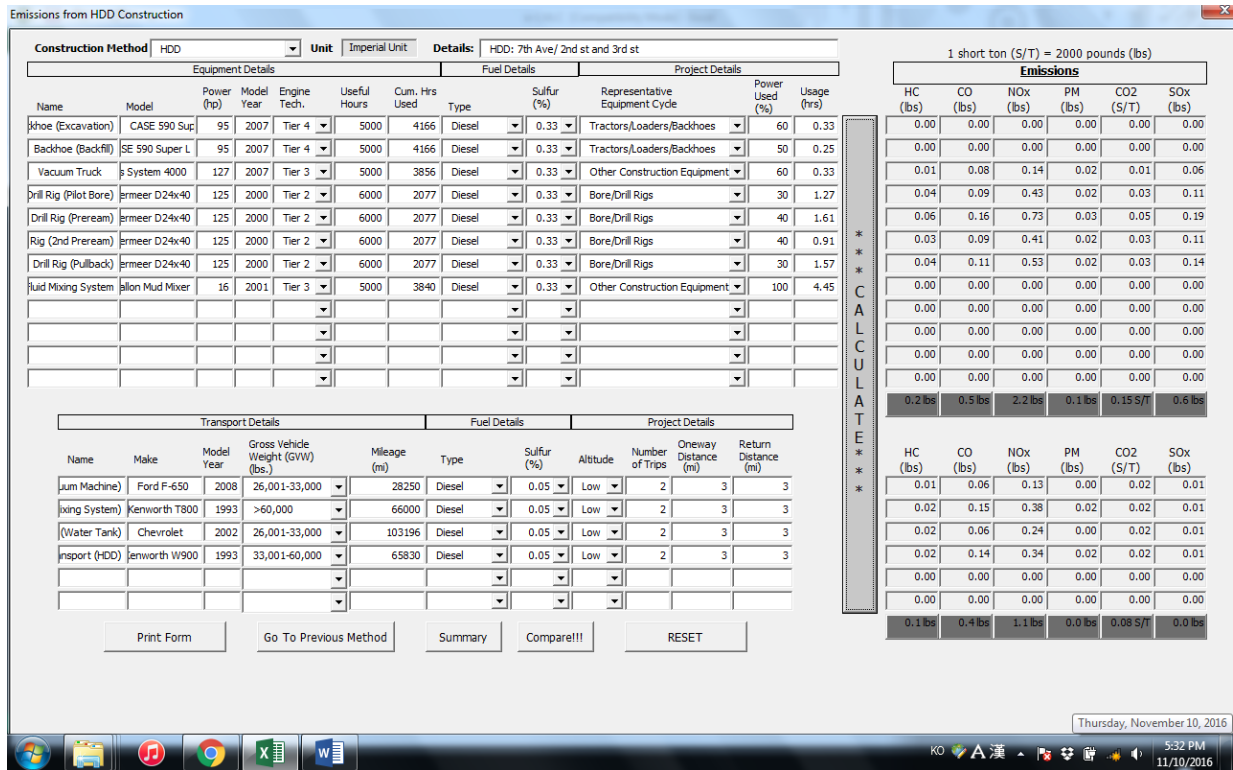 Emissions from HDD Construction
Construction Method HDD Unit Imperial Unit Details: HDD: 7th Ave/ 2nd st and 3rd st
1 short ton (S/T) = 2000 pounds (lbs)
Equipment Details Fuel Details Project Details Emissions
Name Model Power (hp) Model Year Engine Tech. Useful Hours Cum. Hrs Used Type Sulfur (%) Representative Equipment Cycle Power Used (%) Usage (hrs) HC (lbs) CO (lbs) NOx (lbs) PM (lbs) CO2 (S/T) SOx (lbs)
khoe (Excavation) CASE 590 Sup 95 2007 Tier 4 5000 4166 Diesel 0.33 Tractors/Loaders/Backhoes 60 0.33 0.00 0.00 0.00 0.00 0.00 0.00
Backhoe (Backfill) SE 590 Super L 95 2007 Tier 4 5000 4166 Diesel 0.33 Tractors/Loaders/Backhoes 50 0.25 0.00 0.00 0.00 0.00 0.00 0.00
Vacuum Truck s System 4000 127 2007 Tier 3 5000 3856 Diesel 0.33 Other Construction Equipment 60 0.33 0.01 0.08 0.14 0.02 0.01 0.06
Drill Rig (Pilot Bore) ermeer D24x40 125 2000 Tier 2 6000 2077 Diesel 0.33 Bore/Drill Rigs 30 1.27 0.04 0.09 0.43 0.02 0.03 0.11
Drill Rig (Preream) ermeer D24x40 125 2000 Tier 2 6000 2077 Diesel 0.33 Bore/Drill Rigs 40 1.61 0.06 0.16 0.73 0.03 0.05 0.19
Rig (2nd Preream) ermeer D24x40 125 2000 Tier 2 6000 2077 Diesel 0.33 Bore/Drill Rigs 40 0.91 0.03 0.09 0.41 0.02 0.03 0.11
Drill Rig (Pullback) ermeer D24x40 125 2000 Tier 2 6000 2077 Diesel 0.33 Bore/Drill Rigs 30 1.57 0.04 0.11 0.53 0.02 0.03 0.14
Fluid Mixing System allon Mud Mixer 16 2001 Tier 3 5000 3840 Diesel 0.33 Other Construction Equipment 100 4.45 0.00 0.00 0.00 0.00 0.00 0.00
0.00 0.00 0.00 0.00 0.00 0.00
0.00 0.00 0.00 0.00 0.00 0.00
0.00 0.00 0.00 0.00 0.00 0.00
0.00 0.00 0.00 0.00 0.00 0.00
0.2 lbs 0.5 lbs 2.2 lbs 0.1 lbs 0.15 S/T 0.6 lbs
***CALCULATE***
Transport Details Fuel Details Project Details
Name Make Model Year Gross Vehicle Weight (GVW) (lbs.) Mileage (mi) Type Sulfur (%) Altitude Number of Trips Oneway Distance (mi) Return Distance (mi) HC (lbs) CO (lbs) NOx (lbs) PM (lbs) CO2 (S/T) SOx (lbs)
uum Machine) Ford F-650 2008 26,001-33,000 28250 Diesel 0.05 Low 2 3 3 0.01 0.06 0.13 0.00 0.02 0.01
ixing System) Kenworth T800 1993 >60,000 66000 Diesel 0.05 Low 2 3 3 0.02 0.15 0.38 0.02 0.02 0.01
(Water Tank) Chevrolet 2002 26,001-33,000 103196 Diesel 0.05 Low 2 3 3 0.02 0.06 0.24 0.00 0.02 0.01
nsport (HDD) Kenworth W900 1993 33,001-60,000 65830 Diesel 0.05 Low 2 3 3 0.02 0.14 0.34 0.02 0.02 0.01
0.00 0.00 0.00 0.00 0.00 0.00
0.00 0.00 0.00 0.00 0.00 0.00
0.1 lbs 0.4 lbs 1.1 lbs 0.0 lbs 0.08 S/T 0.0 lbs
Print Form Go To Previous Method Summary Compare!!! RESET
Thursday, November 10, 2016
KO A 漢 5:32 PM
11/10/2016